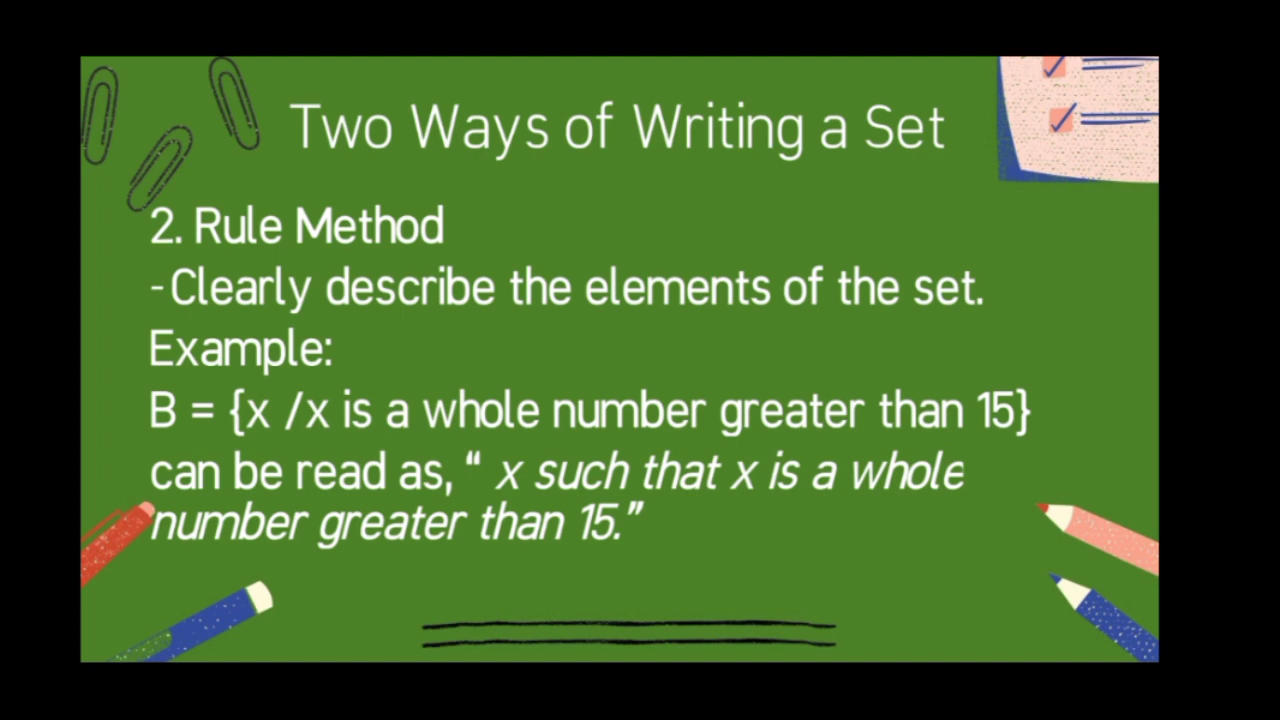 Two Ways of Writing a Set
2. Rule Method
-Clearly describe the elements of the set.
Example:
B = {x /x is a whole number greater than 15}
can be read as, “ x such that x is a whole
number greater than 15.”